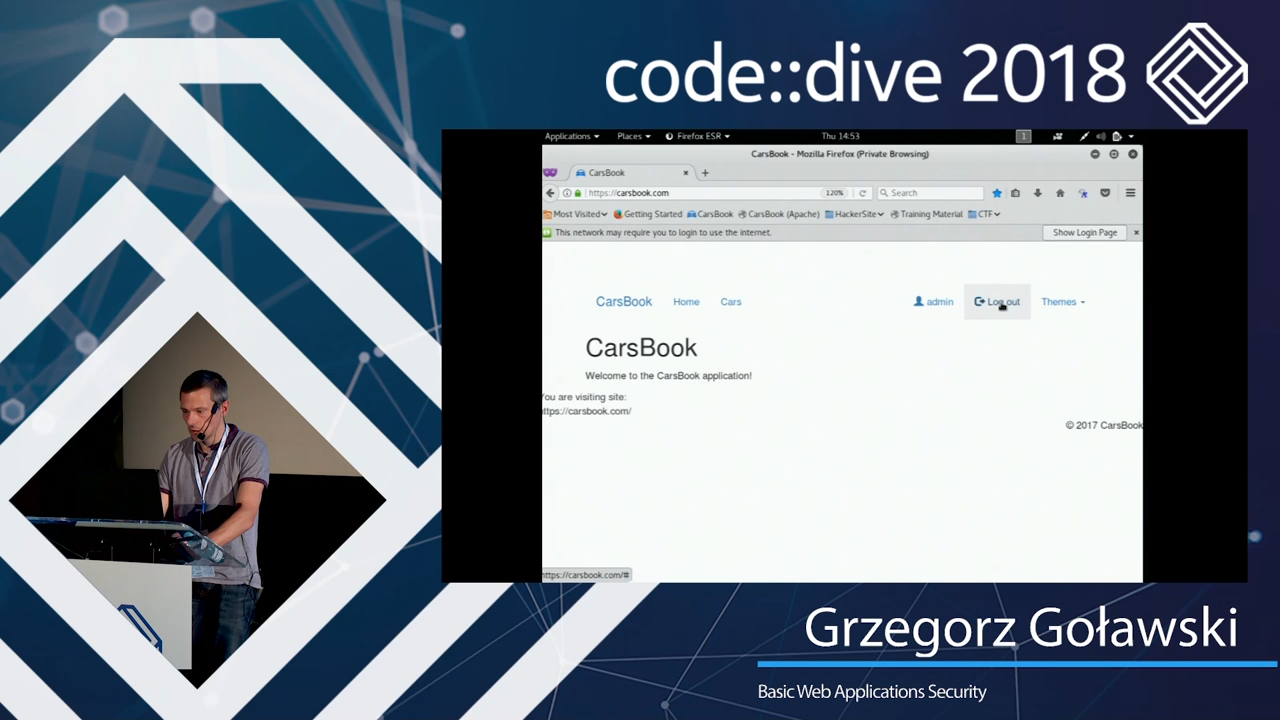 code::dive 2018
Applications Places Firefox ESR Thu 14:53 1
CarsBook - Mozilla Firefox (Private Browsing)
CarsBook
https://carsbook.com 120% Search
Most Visited Getting Started CarsBook CarsBook (Apache) HackerSite Training Material CTF
This network may require you to login to use the internet. Show Login Page
CarsBook Home Cars admin Log out Themes
CarsBook
Welcome to the CarsBook application!
You are visiting site:
https://carsbook.com/
© 2017 CarsBook
https://carsbook.com/#
Grzegorz Goławski
Basic Web Applications Security